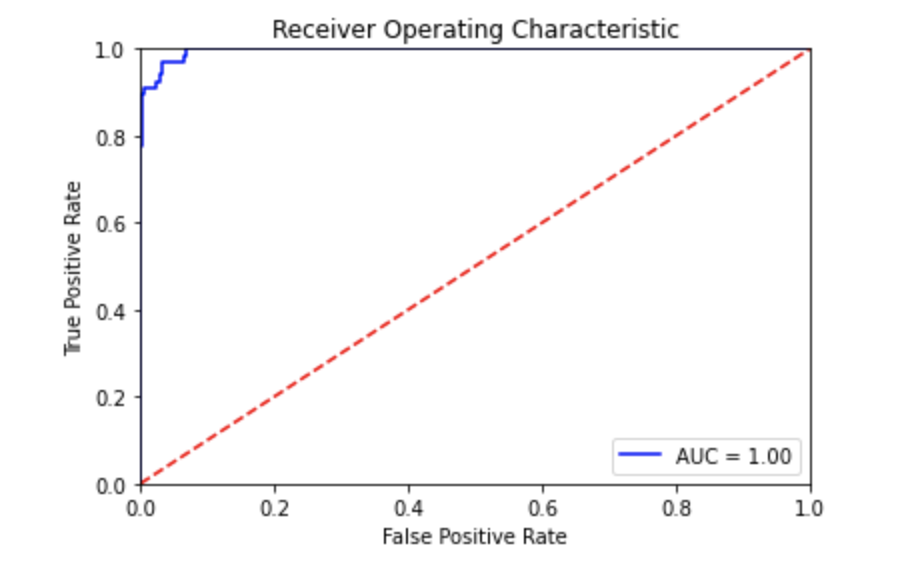 Receiver Operating Characteristic
1.0
0.8
0.6
0.4
0.2
0.0
True Positive Rate
AUC = 1.00
0.0 0.2 0.4 0.6 0.8 1.0
False Positive Rate